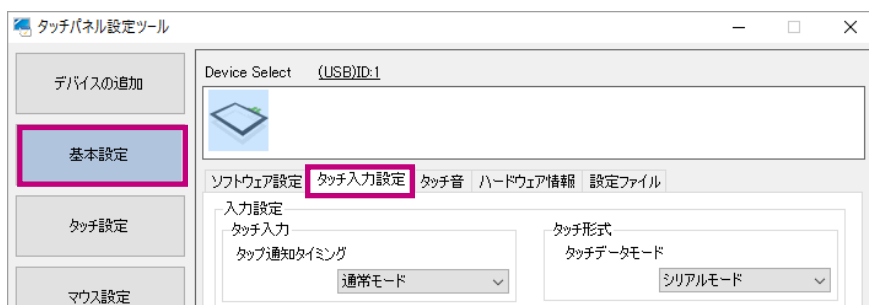 タッチパネル設定ツール
デバイスの追加
基本設定
タッチ設定
マウス設定
Device Select (USB)ID:1
ソフトウェア設定 タッチ入力設定 タッチ音 ハードウェア情報 設定ファイル
入力設定
タッチ入力
タップ通知タイミング
通常モード
タッチ形式
タッチデータモード
シリアルモード